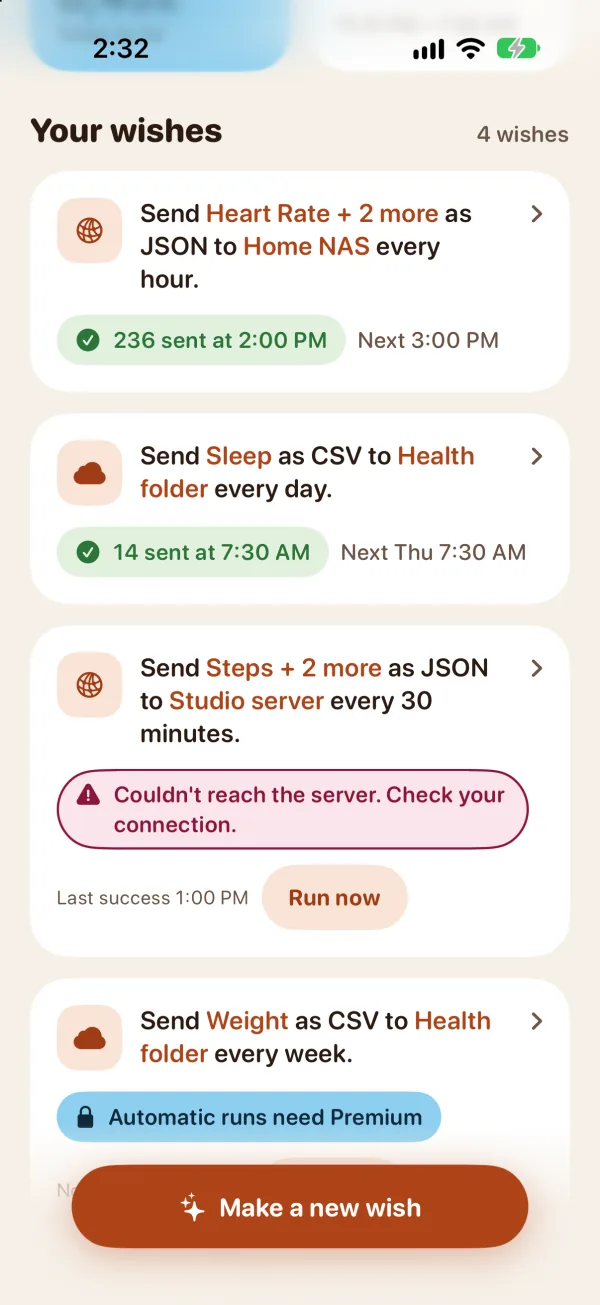 2:32
Your wishes
4 wishes
Send Heart Rate + 2 more as
JSON to Home NAS every
hour.
236 sent at 2:00 PM
Next 3:00 PM
Send Sleep as CSV to Health
folder every day.
14 sent at 7:30 AM
Next Thu 7:30 AM
Send Steps + 2 more as JSON
to Studio server every 30
minutes.
Couldn't reach the server. Check your
connection.
Last success 1:00 PM
Run now
Send Weight as CSV to Health
folder every week.
Automatic runs need Premium
Make a new wish